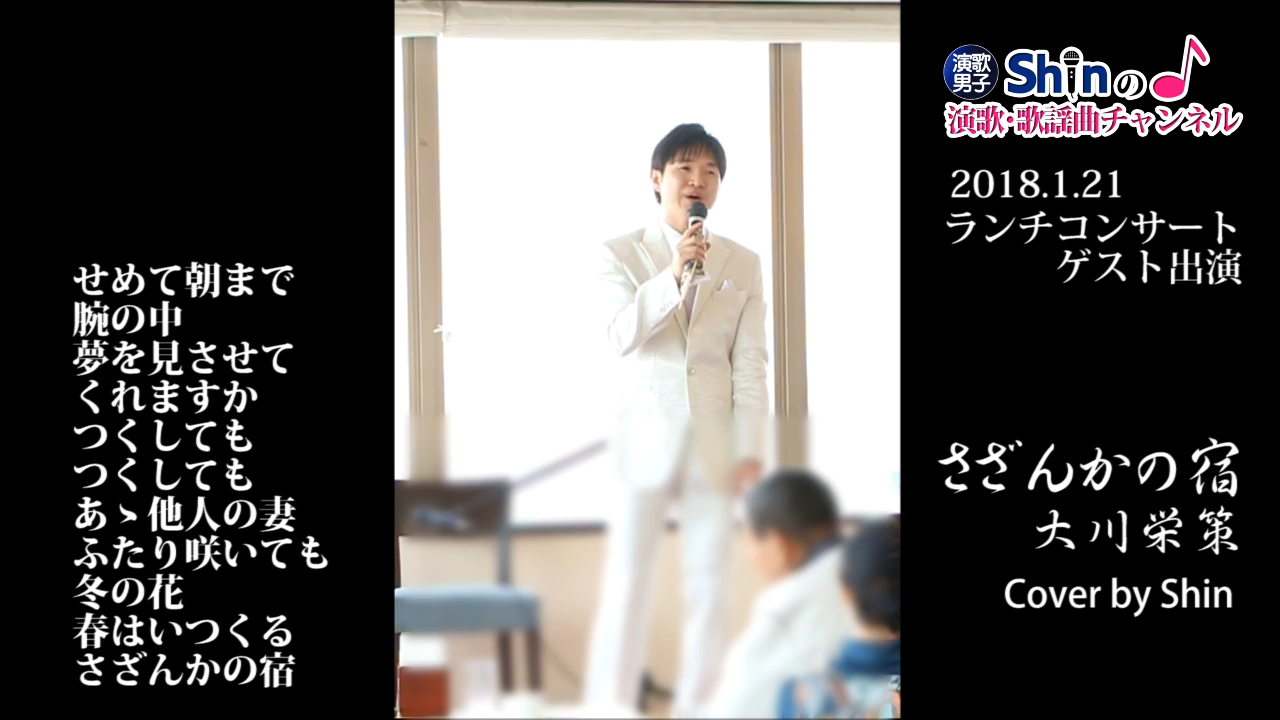 せめて朝まで
腕の中
夢を見させて
くれますか
つくしても
つくしても
あゝ他人の妻
ふたり咲いても
冬の花
春はいつくる
さざんかの宿
演歌
男子
Shinの
演歌・歌謡曲チャンネル
2018.1.21
ランチコンサート
ゲスト出演
さざんかの宿
大川栄策
Cover by Shin